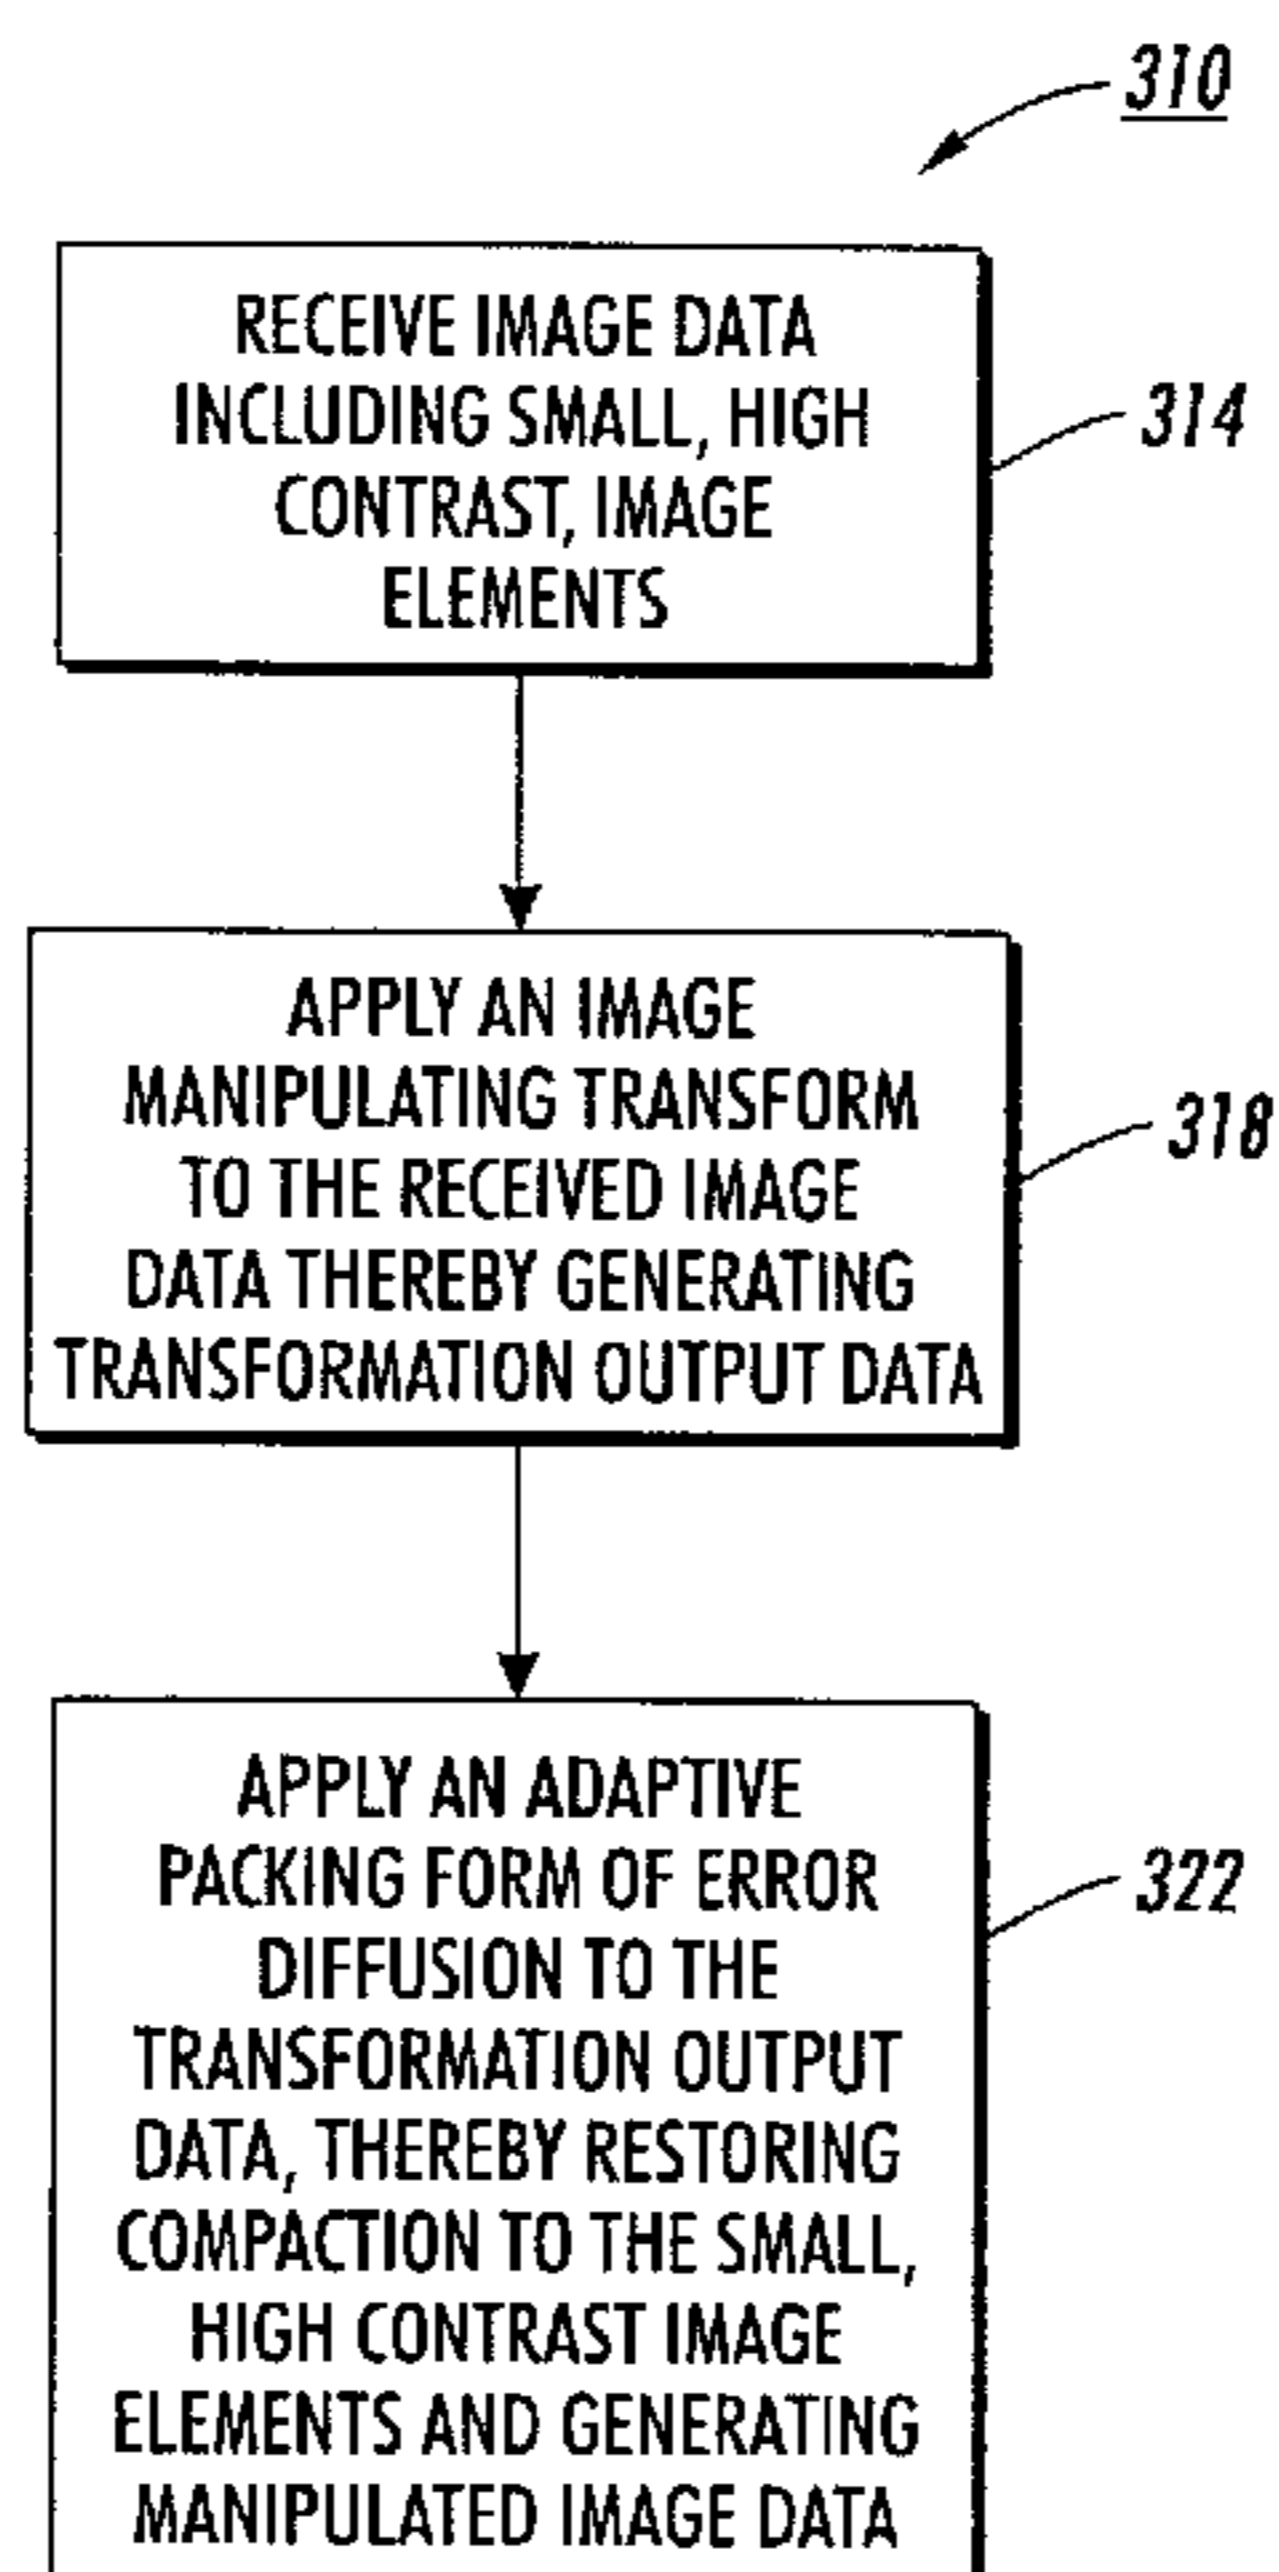 310
RECEIVE IMAGE DATA
INCLUDING SMALL, HIGH
CONTRAST, IMAGE
ELEMENTS
314
APPLY AN IMAGE
MANIPULATING TRANSFORM
TO THE RECEIVED IMAGE
DATA THEREBY GENERATING
TRANSFORMATION OUTPUT DATA
318
APPLY AN ADAPTIVE
PACKING FORM OF ERROR
DIFFUSION TO THE
TRANSFORMATION OUTPUT
DATA, THEREBY RESTORING
COMPACTION TO THE SMALL,
HIGH CONTRAST IMAGE
ELEMENTS AND GENERATING
MANIPULATED IMAGE DATA
322